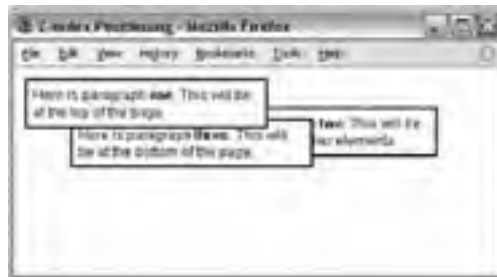 Z-Index Positioning - Mozilla Firefox
File Edit View History Bookmarks Tools Help
Here is paragraph one. This will be
at the top of the page.
two. This will be
elements.
Here is paragraph three. This will
be at the bottom of the page.